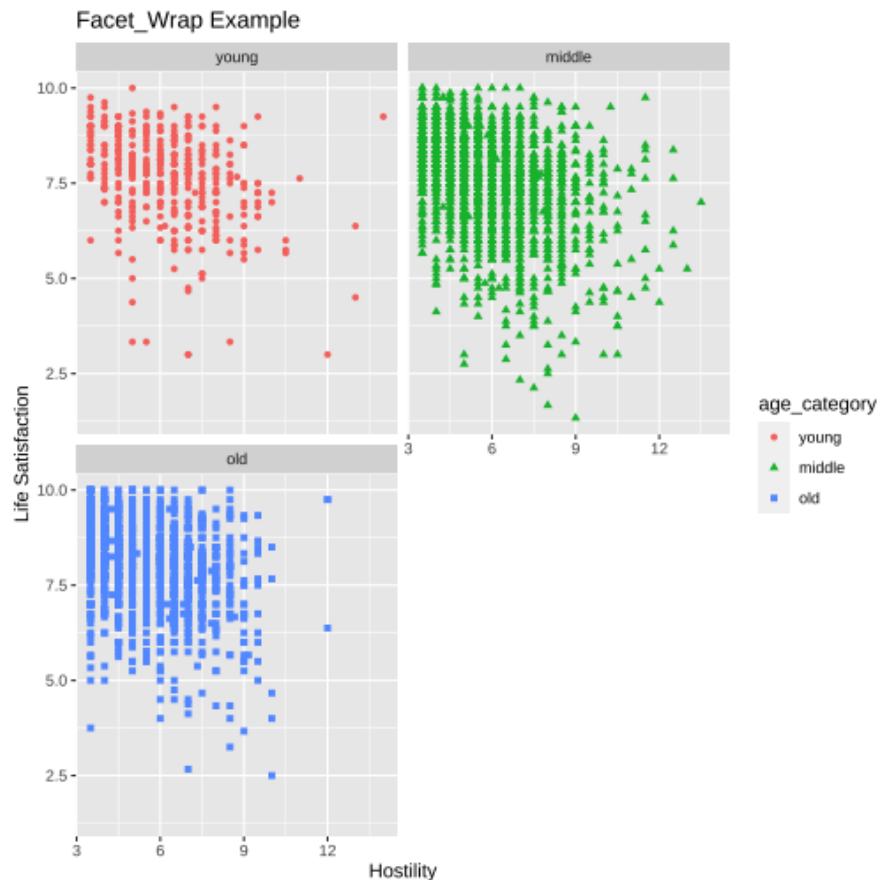 Facet_Wrap Example
young
middle
10.0
7.5
5.0
2.5
3 6 9 12
old
10.0
7.5
5.0
2.5
3 6 9 12
Life Satisfaction
Hostility
age_category
young
middle
old